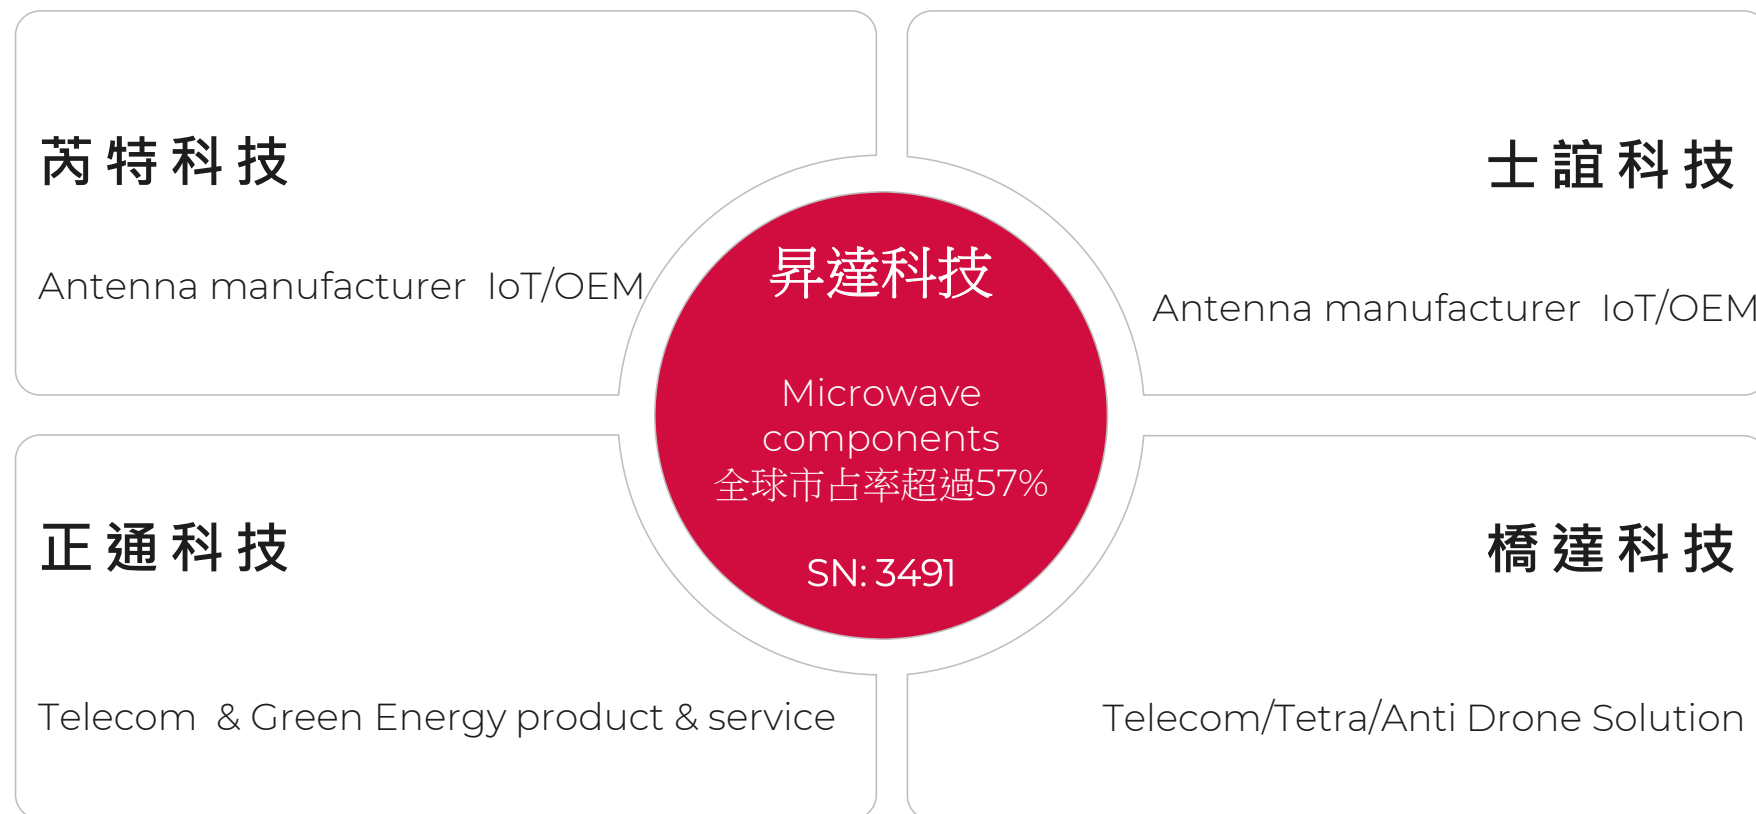 芮特科技
Antenna manufacturer IoT/OEM
士誼科技
Antenna manufacturer IoT/OEM
昇達科技
Microwave
components
全球市占率超過57%
SN: 3491
正通科技
Telecom & Green Energy product & service
橋達科技
Telecom/Tetra/Anti Drone Solution